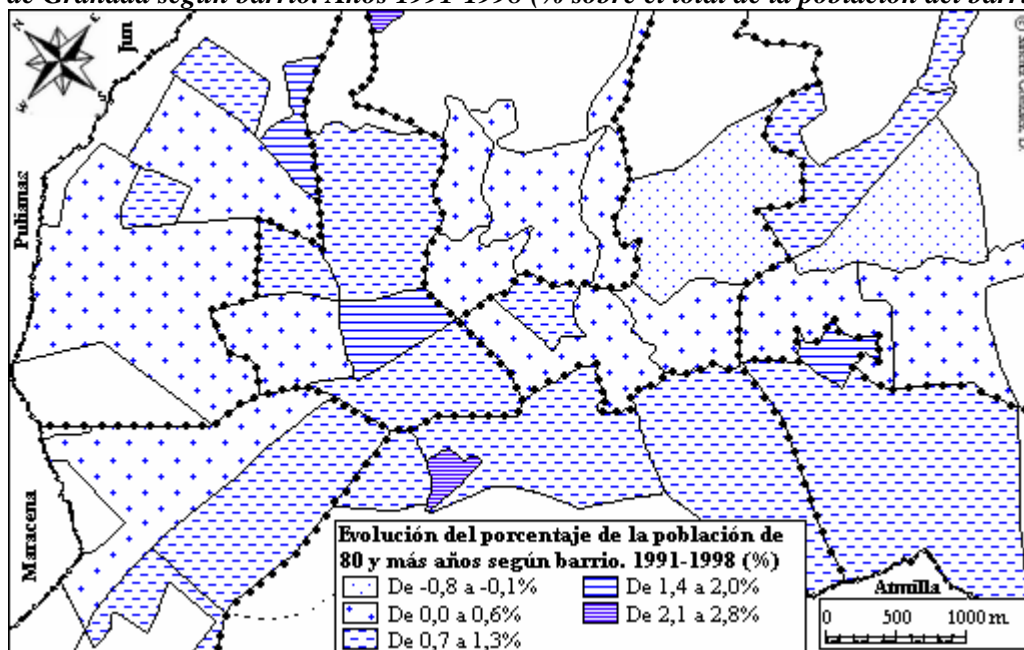 de Granada según barrio. Años 1991-1998 (% sobre el total de la población del barrio
N
E
W
S
Jun
Pulianas
Maracena
Evolución del porcentaje de la población de
80 y más años según barrio. 1991-1998 (%)
De -0,8 a -0,1%
De 0,0 a 0,6%
De 0,7 a 1,3%
De 1,4 a 2,0%
De 2,1 a 2,8%
Armilla
0 500 1000 m.